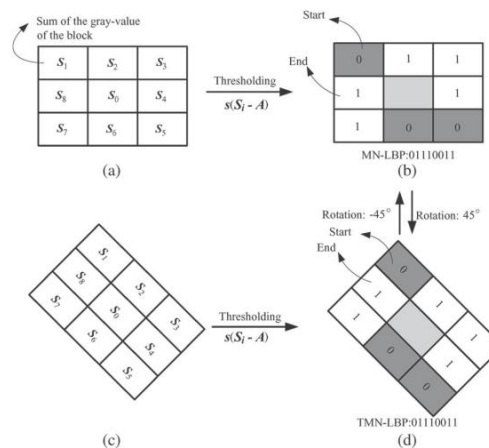 Sum of the gray-value
of the block
S1 S2 S3
S8 S0 S4
S7 S6 S5
(a)
Thresholding
s(Si - A)
Start
End
0 1 1
1 1
1 0 0
MN-LBP:01110011
(b)
Rotation: -45°
Rotation: 45°
S1
S8 S2
S7 S0 S3
S6 S4
S5
(c)
Thresholding
s(Si - A)
Start
End
0
1 1
1 1
0 1
0
TMN-LBP:01110011
(d)